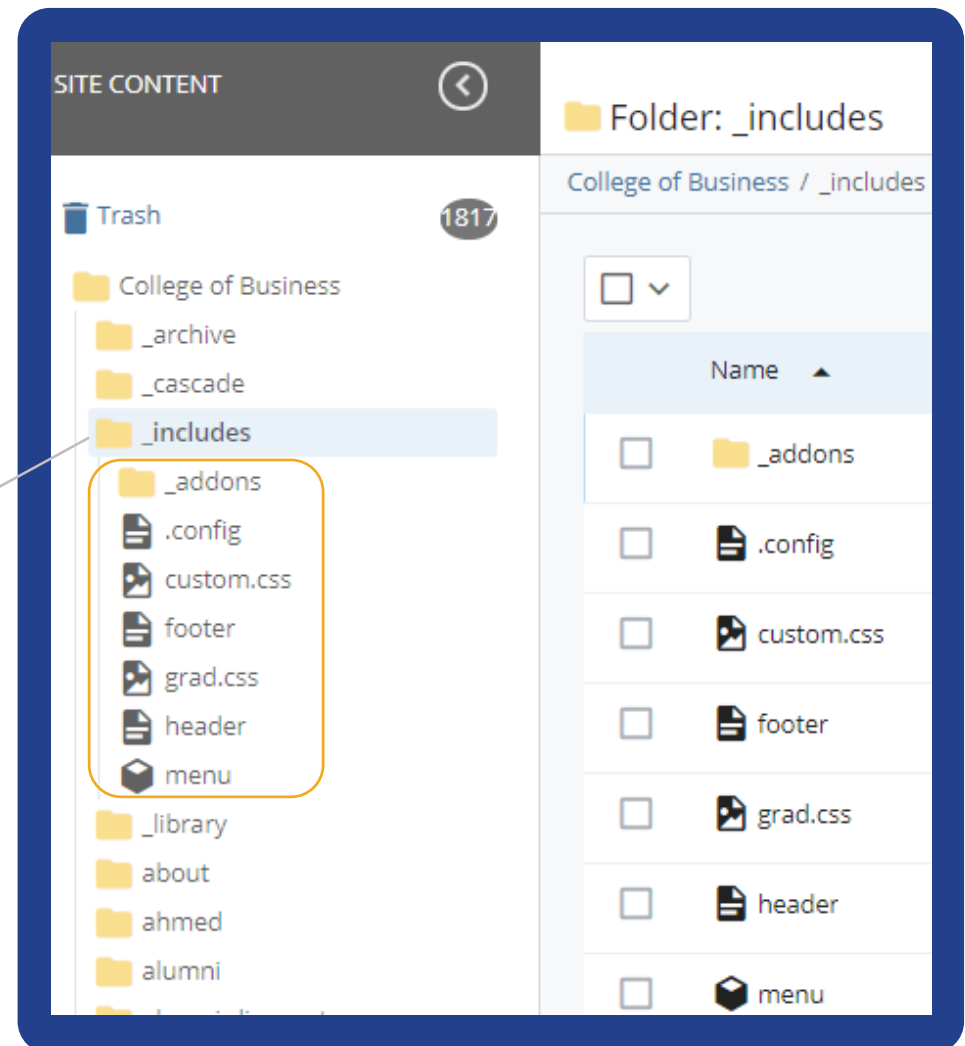 SITE CONTENT
Trash
1817
College of Business
_archive
_cascade
_includes
_addons
.config
custom.css
footer
grad.css
header
menu
_library
about
ahmed
alumni
Folder: _includes
College of Business / _includes
Name
_addons
.config
custom.css
footer
grad.css
header
menu